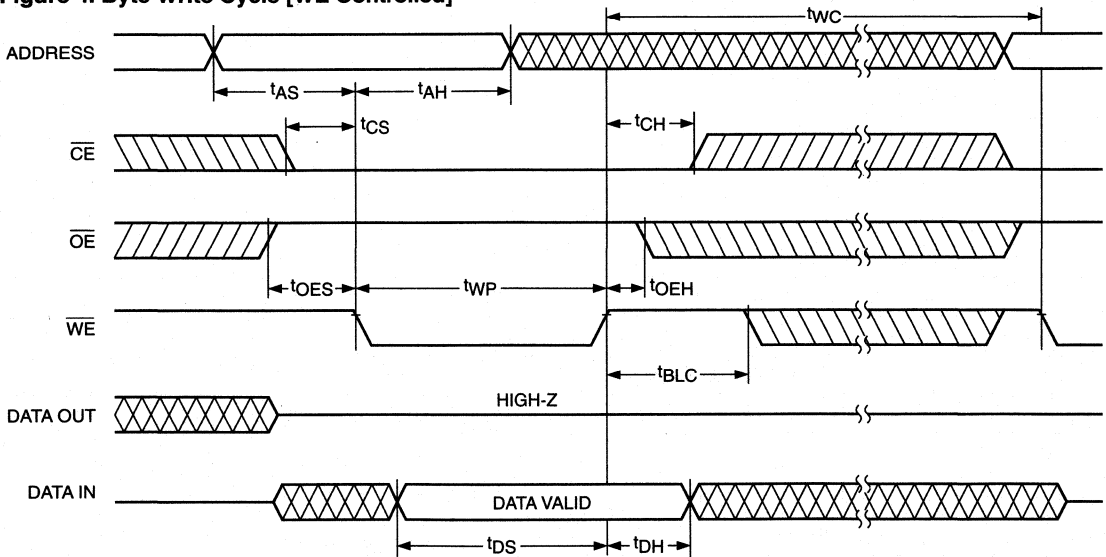 Figure 4. Byte Write Cycle [WE Controlled]
tWC
ADDRESS
tAS
tAH
tCS
tCH
CE
OE
tOES
tWP
tOEH
WE
tBLC
HIGH-Z
DATA OUT
DATA IN
DATA VALID
tDS
tDH